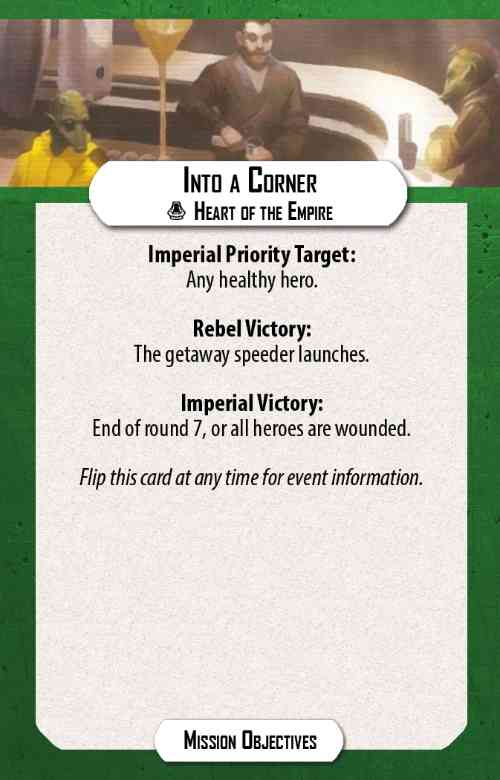 Into a Corner
Heart of the Empire
Imperial Priority Target:
Any healthy hero.
Rebel Victory:
The getaway speeder launches.
Imperial Victory:
End of round 7, or all heroes are wounded.
Flip this card at any time for event information.
Mission Objectives